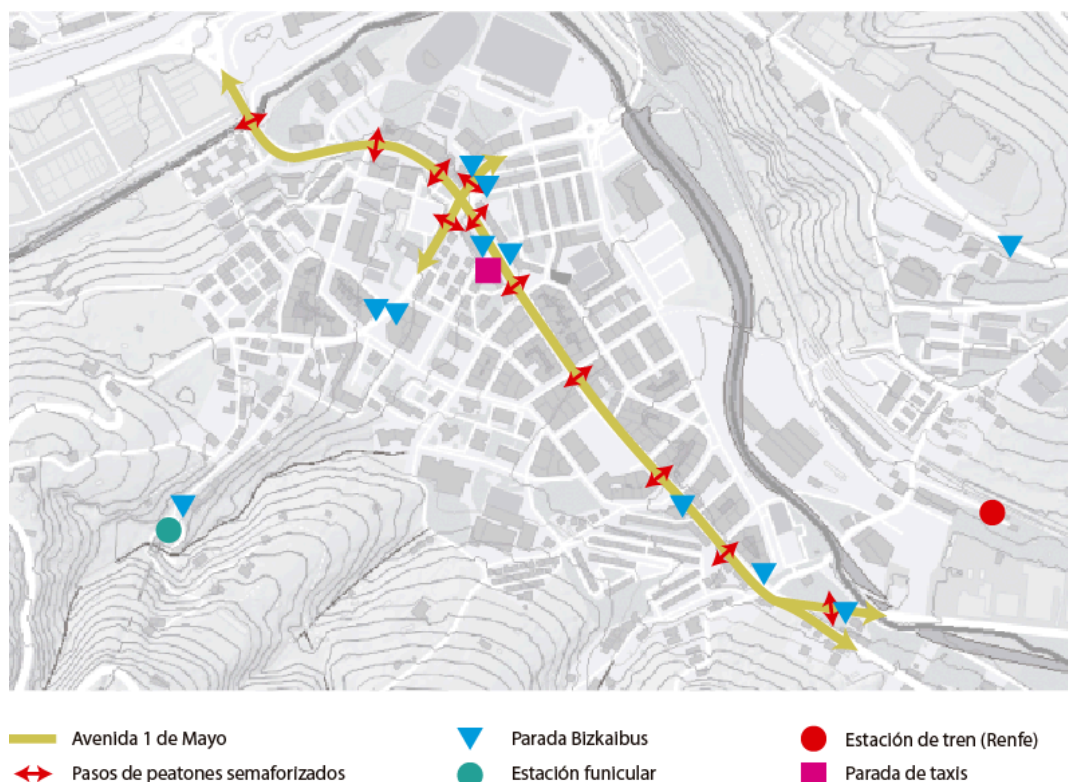 Avenida 1 de Mayo
Parada Bizkaibus
Estación de tren (Renfe)
Pasos de peatones semaforizados
Estación funicular
Parada de taxis